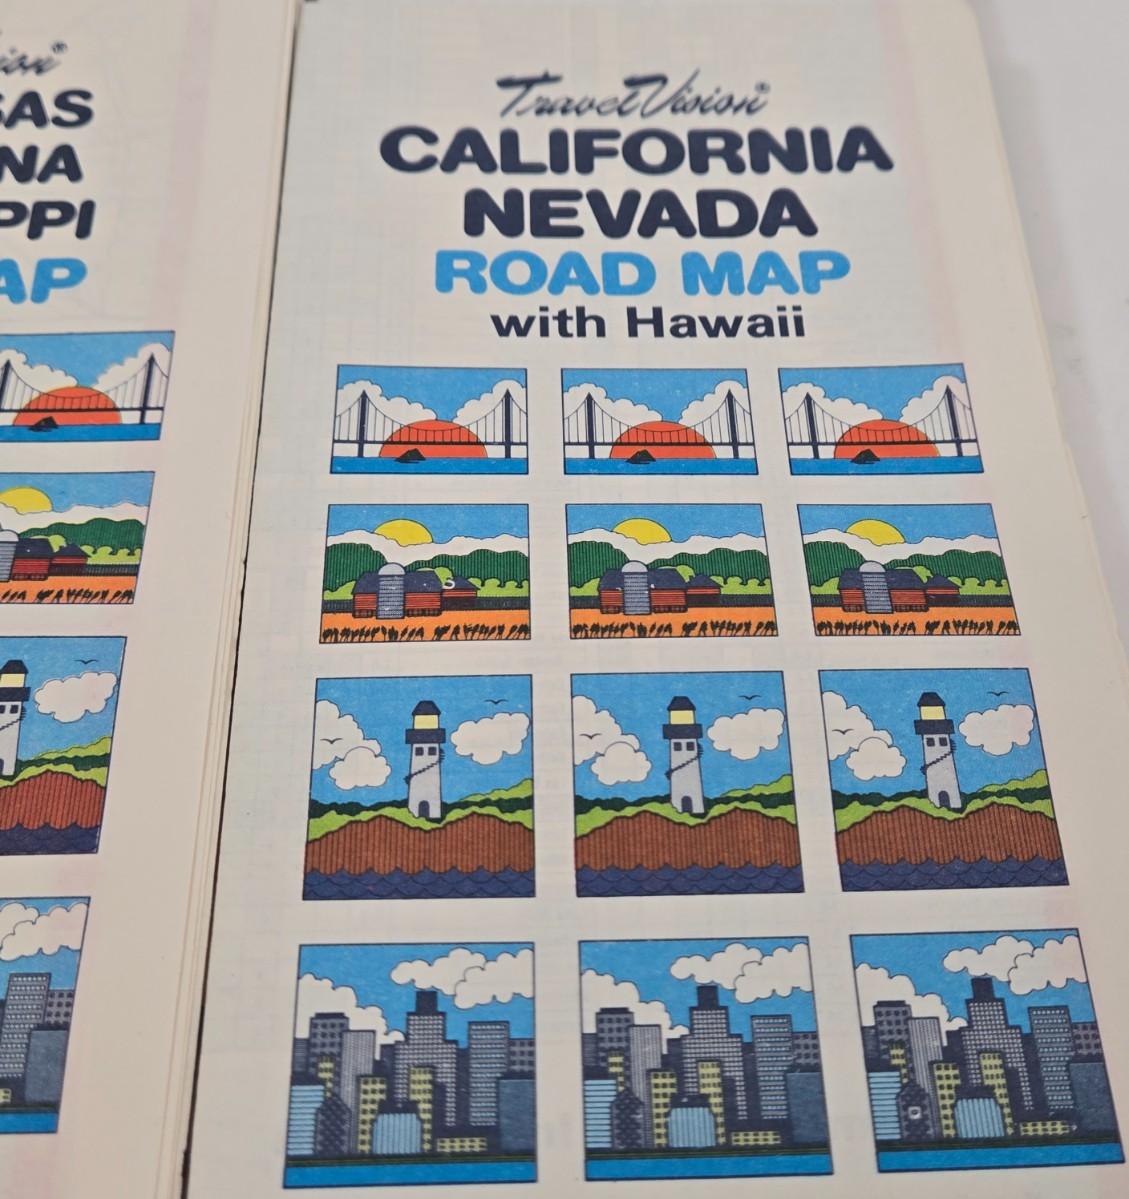 TravelVision®
CALIFORNIA
NEVADA
ROAD MAP
with Hawaii